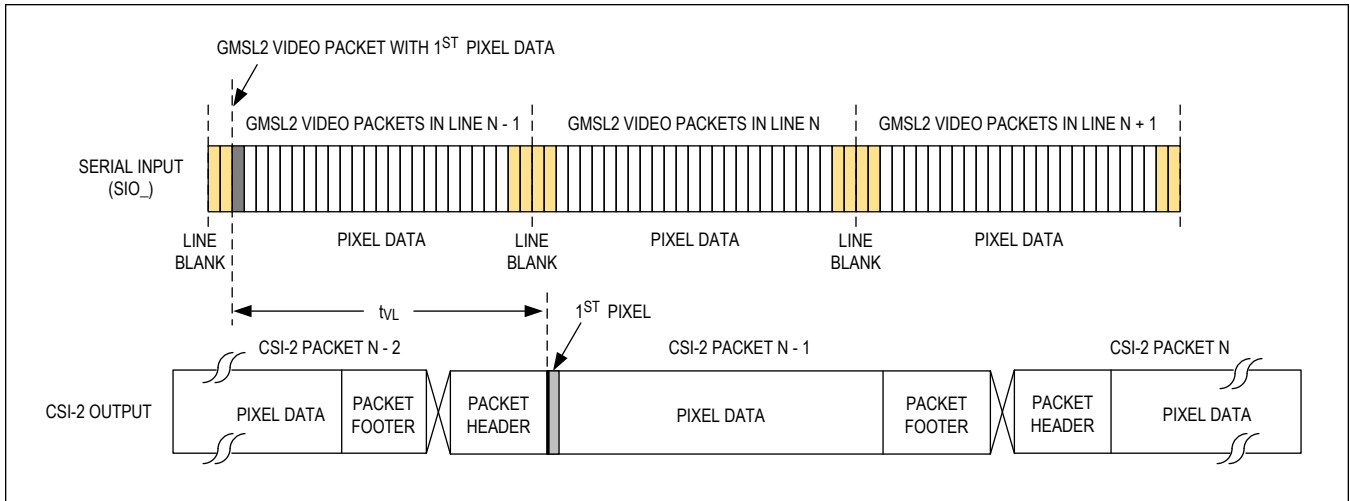 GMSL2 VIDEO PACKET WITH 1ST PIXEL DATA
GMSL2 VIDEO PACKETS IN LINE N - 1
GMSL2 VIDEO PACKETS IN LINE N
GMSL2 VIDEO PACKETS IN LINE N + 1
SERIAL INPUT
(SIO_)
LINE
BLANK
PIXEL DATA
LINE
BLANK
PIXEL DATA
LINE
BLANK
PIXEL DATA
tVL
1ST PIXEL
CSI-2 PACKET N - 2
CSI-2 PACKET N - 1
CSI-2 PACKET N
CSI-2 OUTPUT
PIXEL DATA
PACKET
FOOTER
PACKET
HEADER
PIXEL DATA
PACKET
FOOTER
PACKET
HEADER
PIXEL DATA